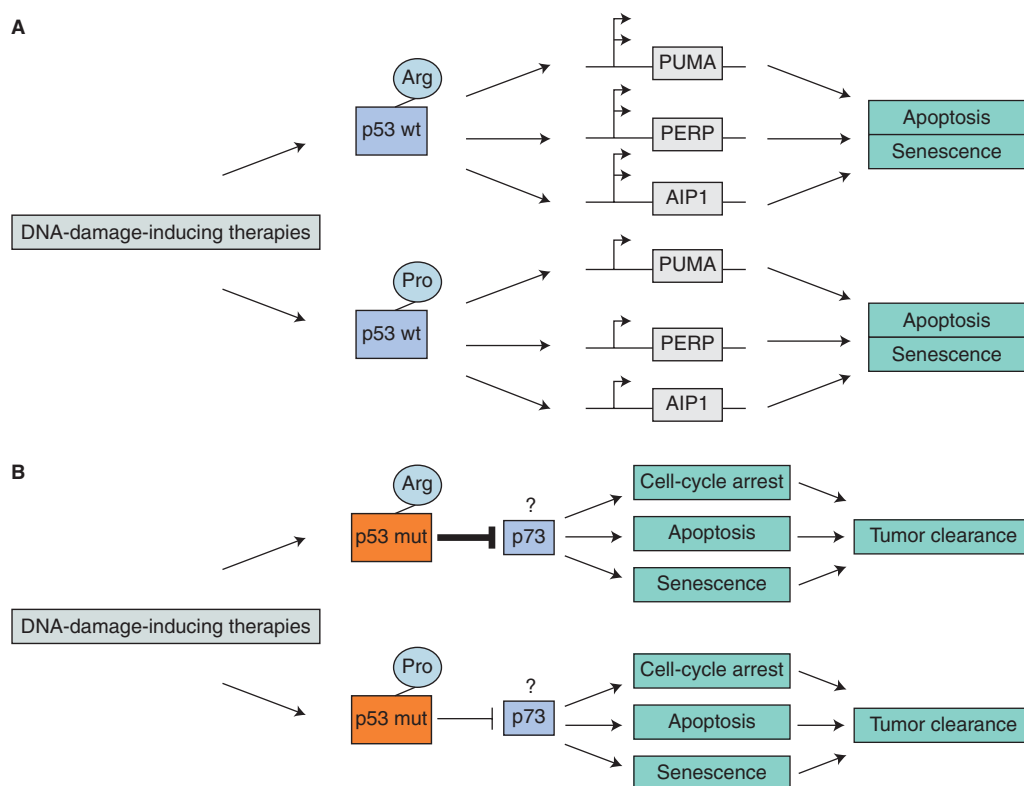 A
Arg
p53 wt
PUMA
PERP
AIP1
Apoptosis
Senescence
DNA-damage-inducing therapies
Pro
p53 wt
PUMA
PERP
AIP1
Apoptosis
Senescence
B
Arg
p53 mut
?
p73
Cell-cycle arrest
Apoptosis
Senescence
Tumor clearance
DNA-damage-inducing therapies
Pro
p53 mut
?
p73
Cell-cycle arrest
Apoptosis
Senescence
Tumor clearance